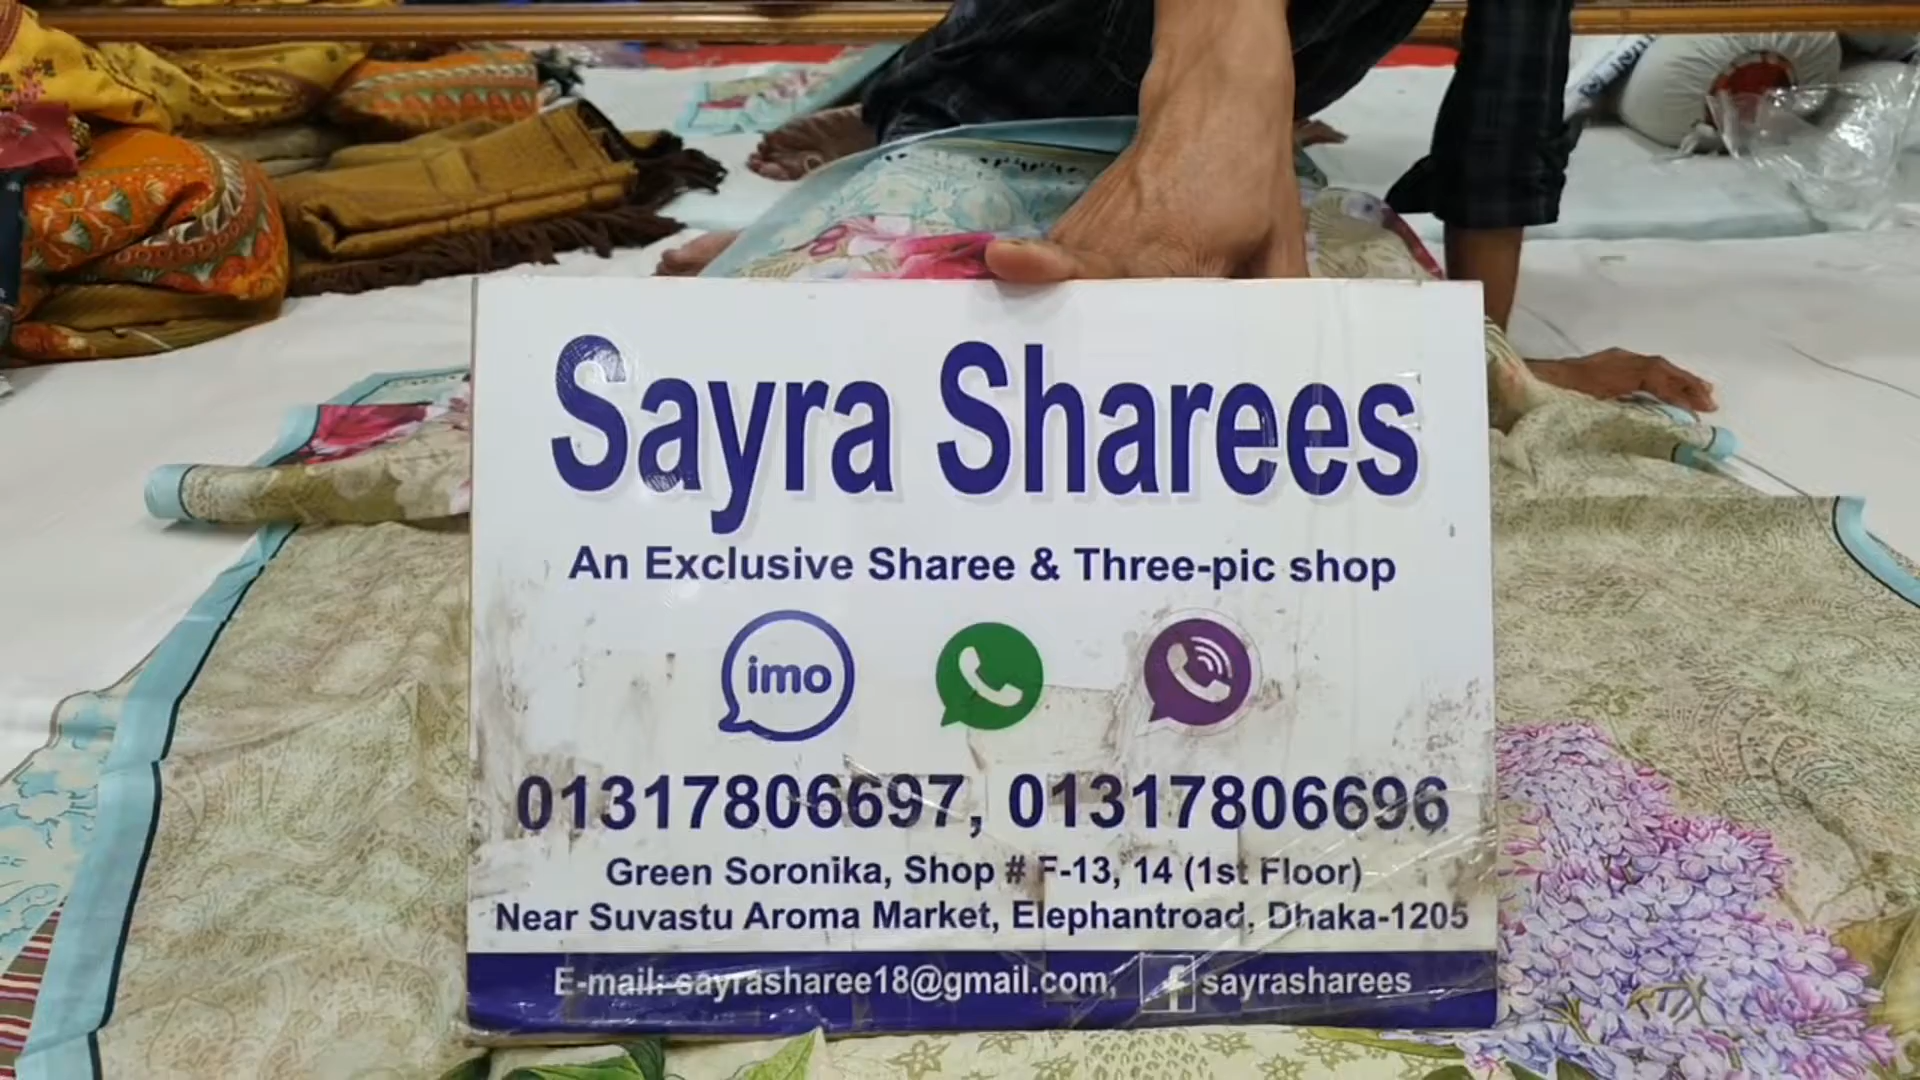 Sayra Sharees
An Exclusive Sharee & Three-pic shop
imo
01317806697, 01317806696
Green Soronika, Shop # F-13, 14 (1st Floor)
Near Suvastu Aroma Market, Elephantroad, Dhaka-1205
E-mail: sayrasharee18@gmail.com, f sayrasharees